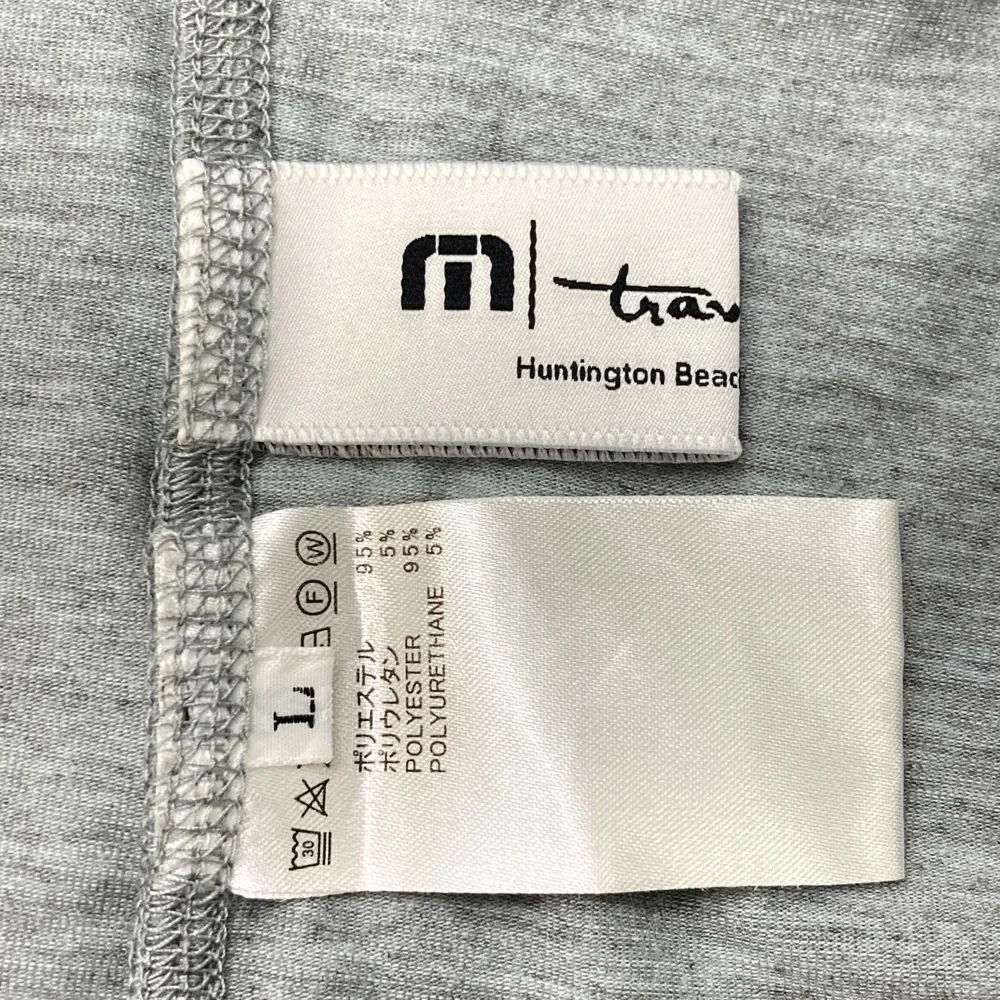 trav
Huntington Beac
L
ポリエステル 95%
ポリウレタン 5%
POLYESTER 95%
POLYURETHANE 5%
30
F
W